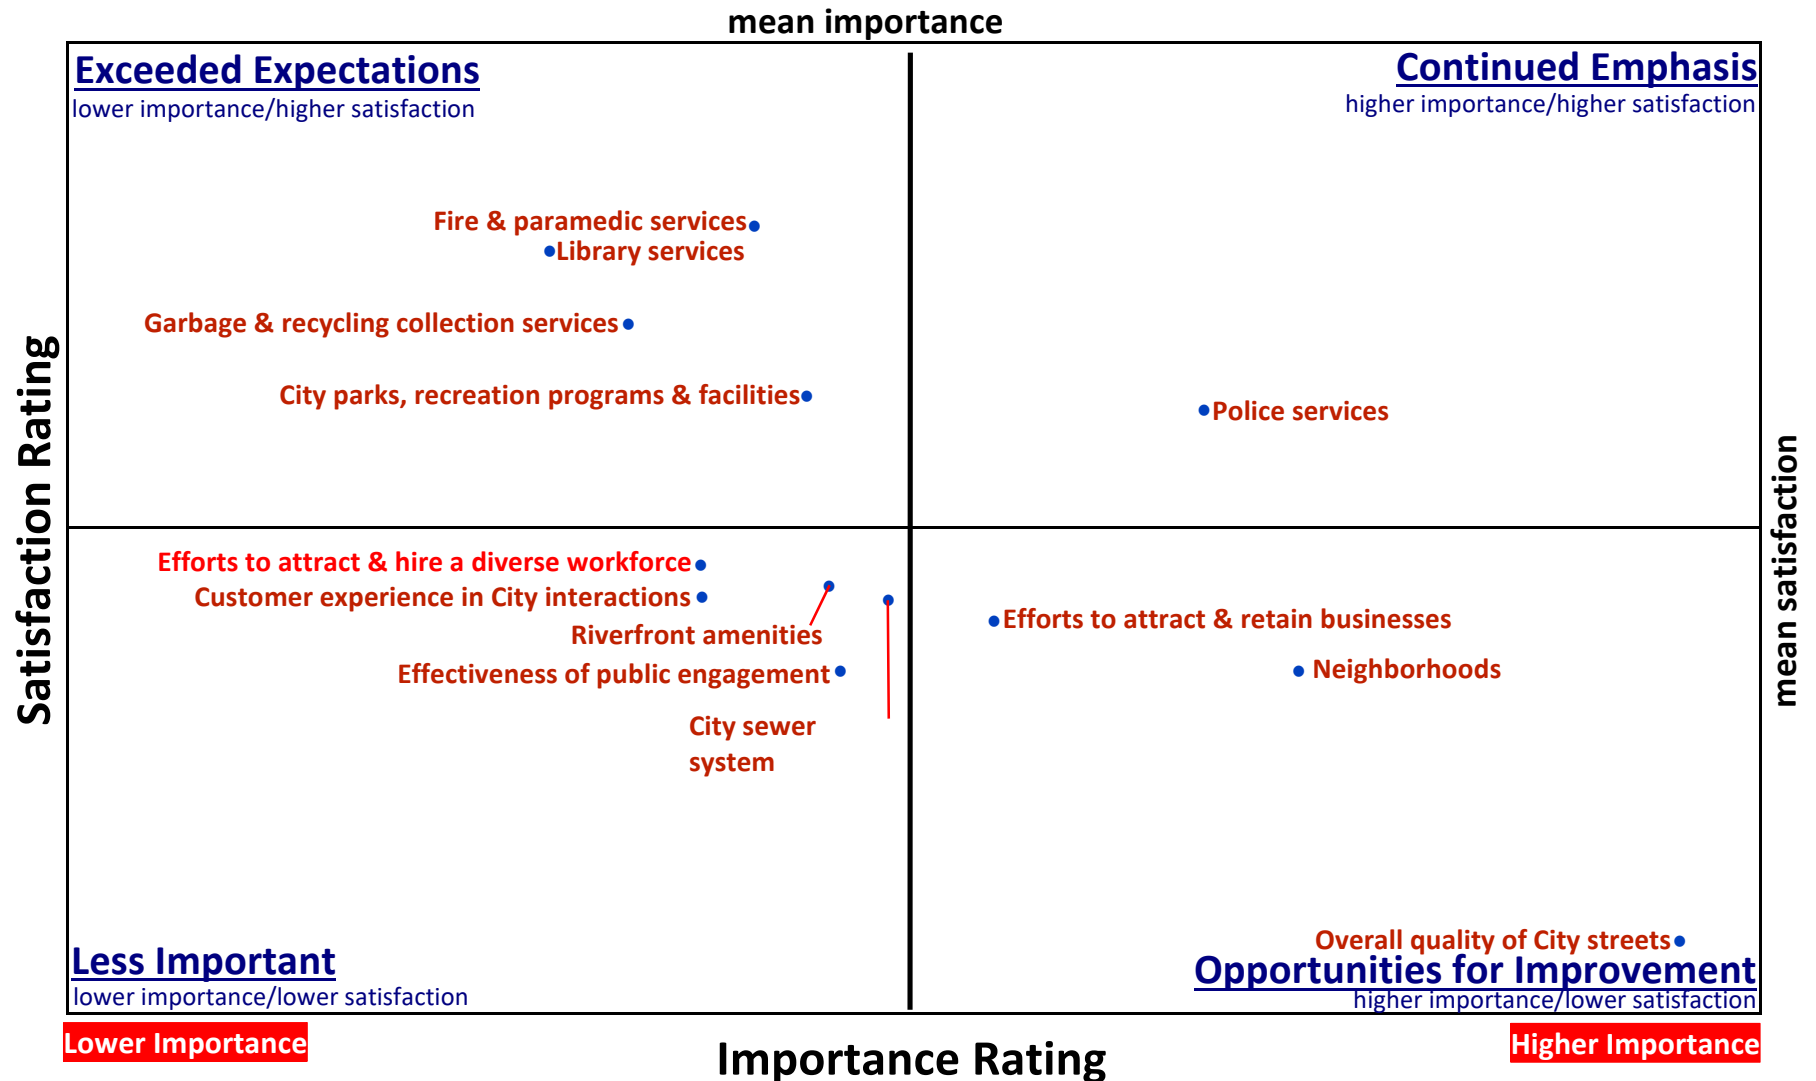 mean importance
Exceeded Expectations
lower importance/higher satisfaction
Continued Emphasis
higher importance/higher satisfaction
Fire & paramedic services
Library services
Garbage & recycling collection services
City parks, recreation programs & facilities
Police services
Satisfaction Rating
mean satisfaction
Efforts to attract & hire a diverse workforce
Customer experience in City interactions
Riverfront amenities
Effectiveness of public engagement
City sewer
system
Efforts to attract & retain businesses
Neighborhoods
Overall quality of City streets
Less Important
lower importance/lower satisfaction
Opportunities for Improvement
higher importance/lower satisfaction
Lower Importance
Importance Rating
Higher Importance